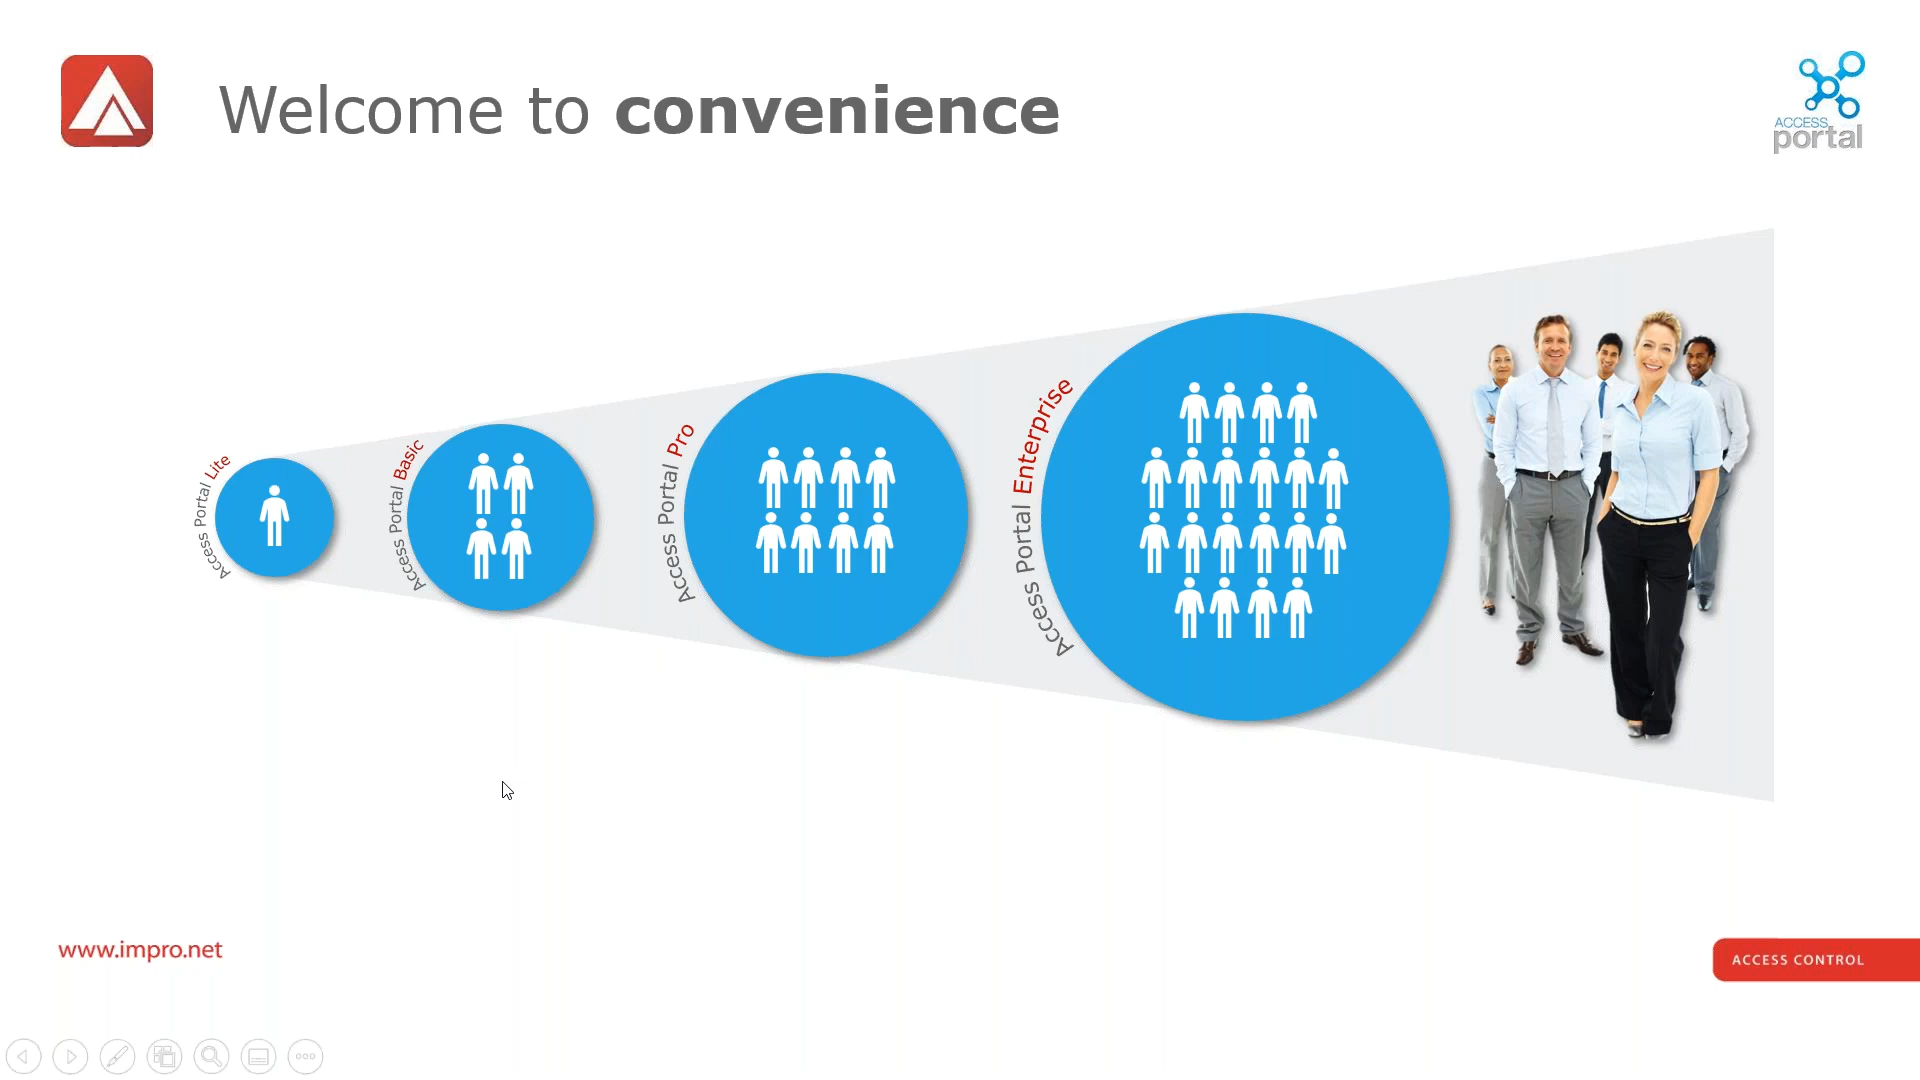 Welcome to convenience
ACCESS
portal
Access Portal Lite
Access Portal Basic
Access Portal Pro
Access Portal Enterprise
www.impro.net
ACCESS CONTROL